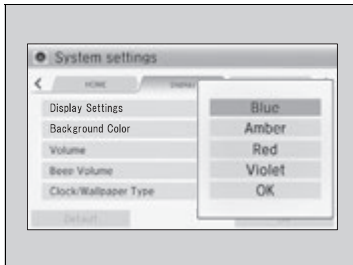 System settings
HOME
Display Settings
Background Color
Volume
Beep Volume
Clock/Wallpaper Type
Default
Blue
Amber
Red
Violet
OK